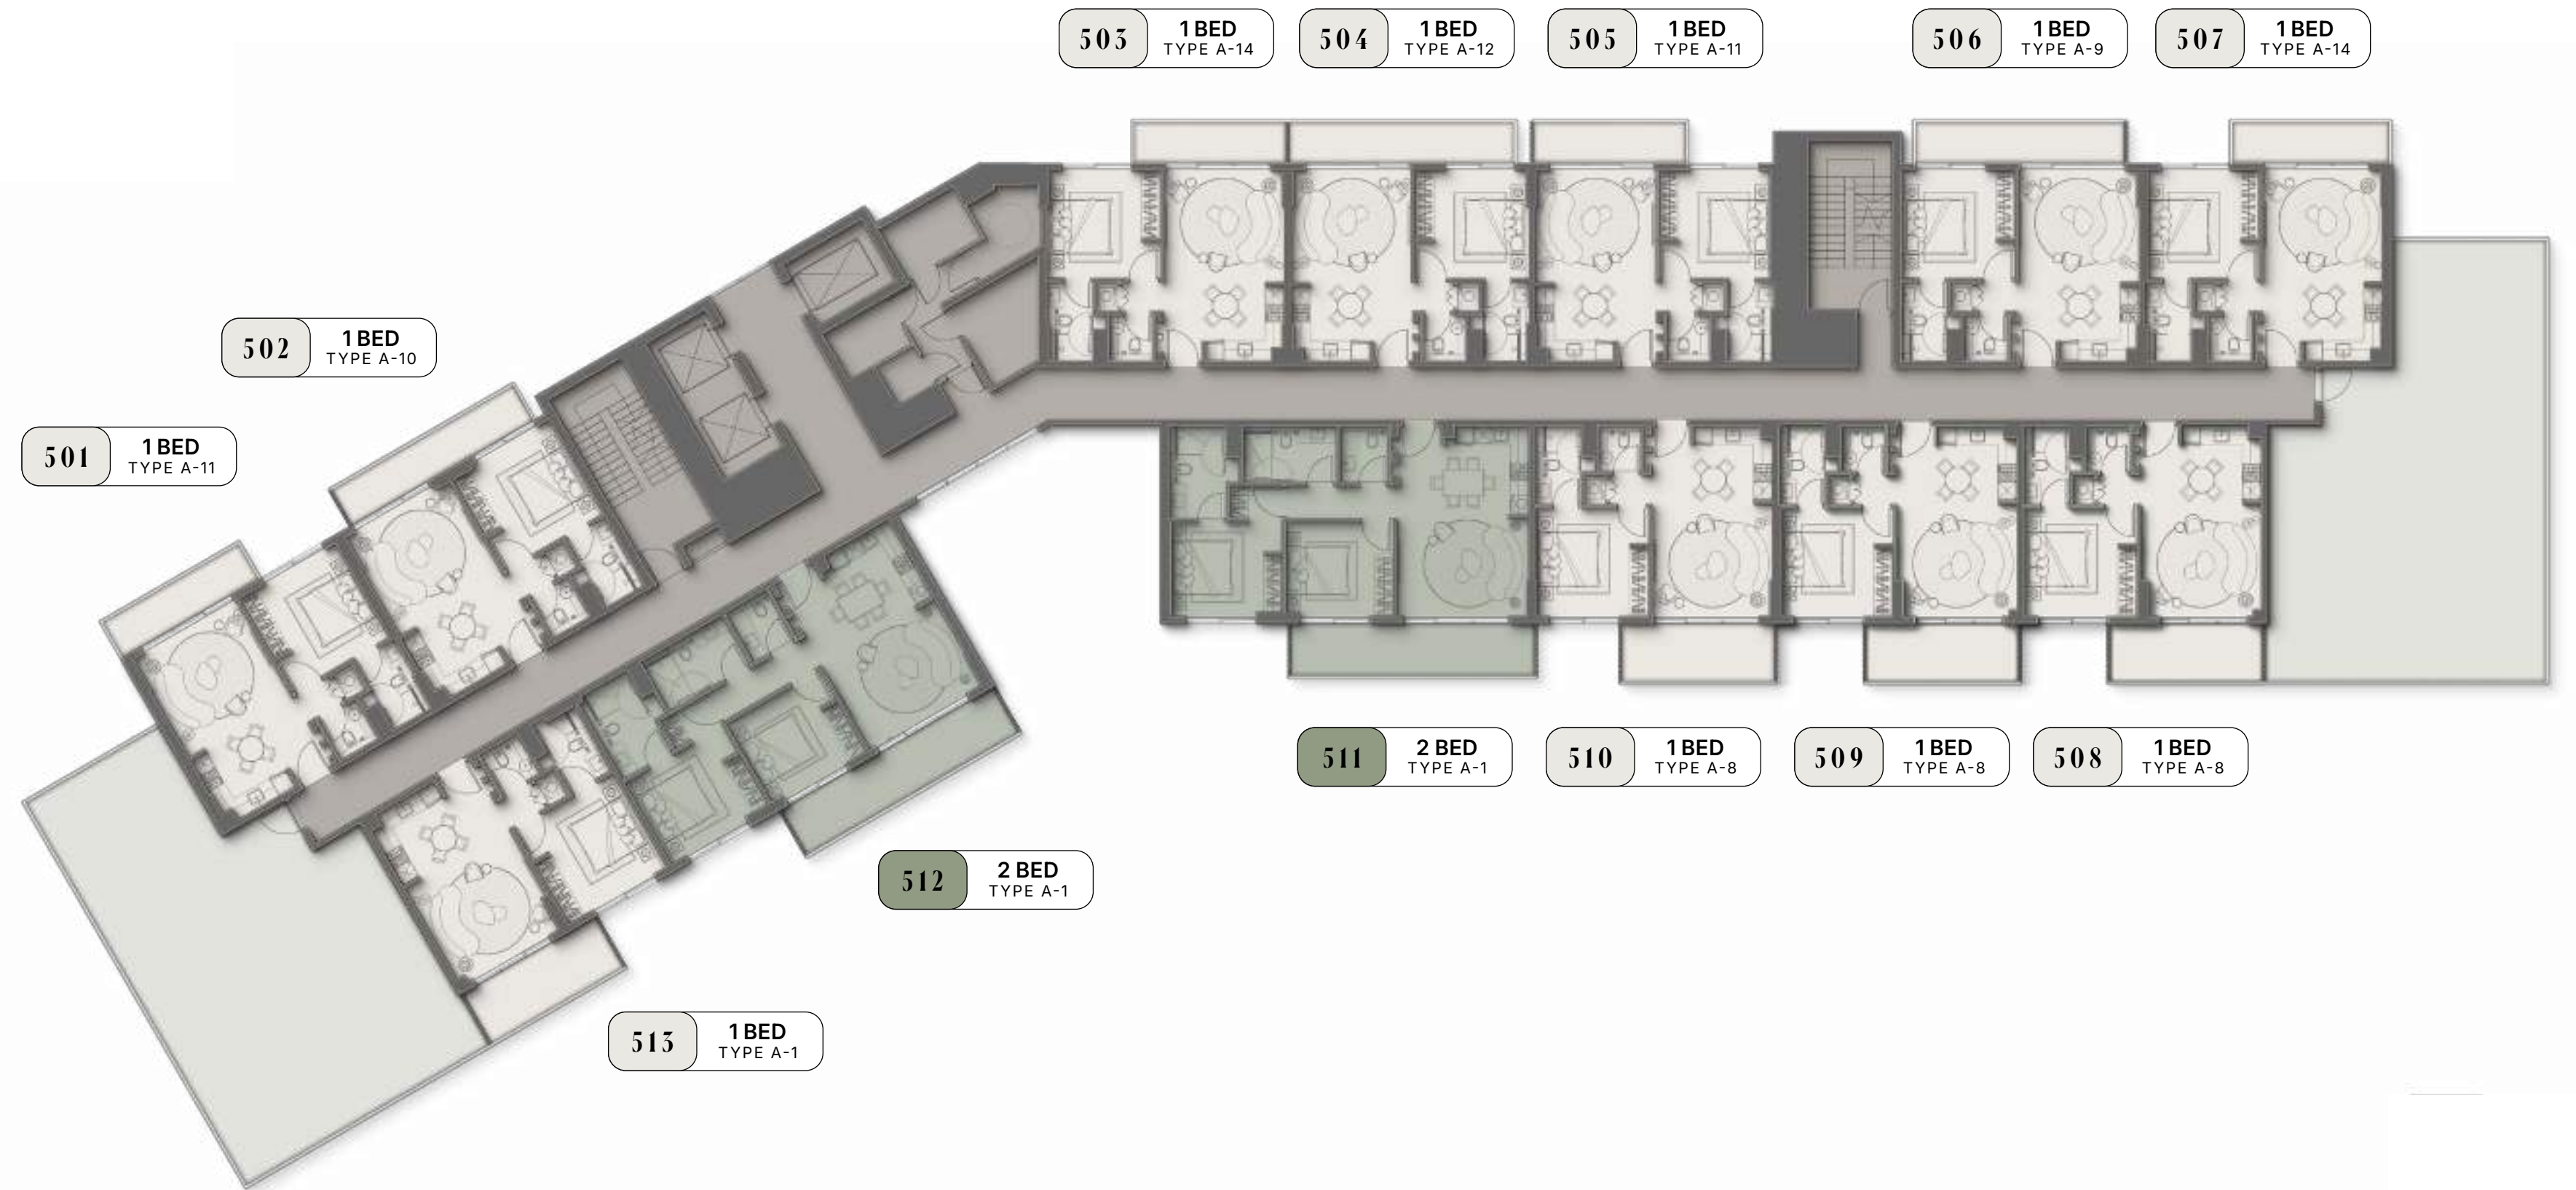 503
1 BED
TYPE A-14
504
1 BED
TYPE A-12
505
1 BED
TYPE A-11
506
1 BED
TYPE A-9
507
1 BED
TYPE A-14
502
1 BED
TYPE A-10
501
1 BED
TYPE A-11
511
2 BED
TYPE A-1
510
1 BED
TYPE A-8
509
1 BED
TYPE A-8
508
1 BED
TYPE A-8
512
2 BED
TYPE A-1
513
1 BED
TYPE A-1